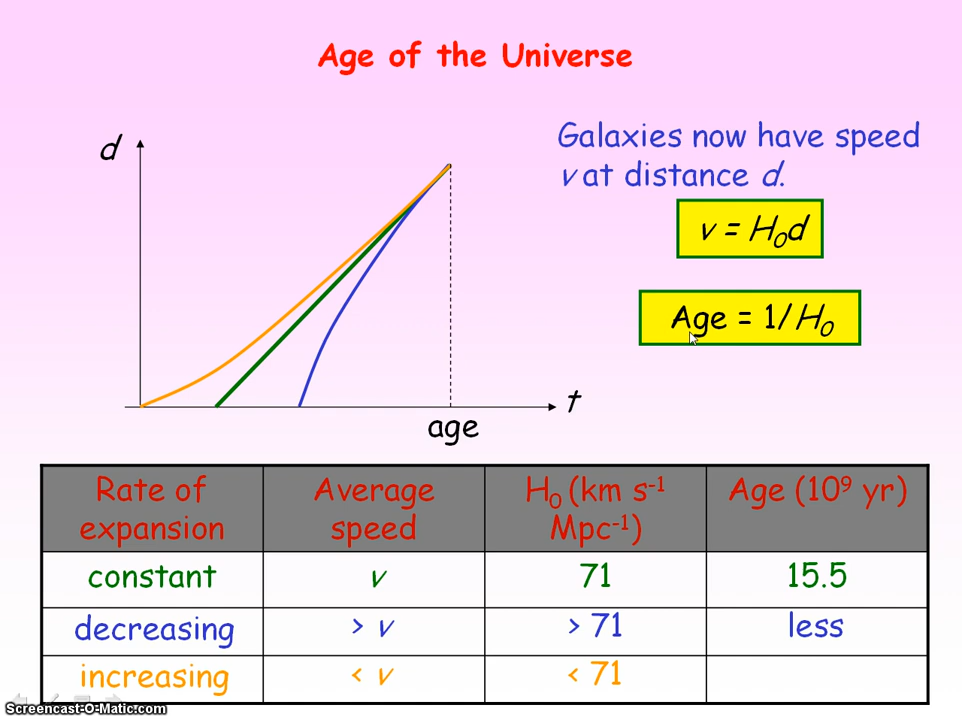 Age of the Universe
d
Galaxies now have speed
v at distance d.
v = H₀d
Age = 1/H₀
t
age
Rate of expansion
Average speed
H₀ (km s⁻¹ Mpc⁻¹)
Age (10⁹ yr)
constant
v
71
15.5
decreasing
> v
> 71
less
increasing
< v
< 71
Screencast-O-Matic.com